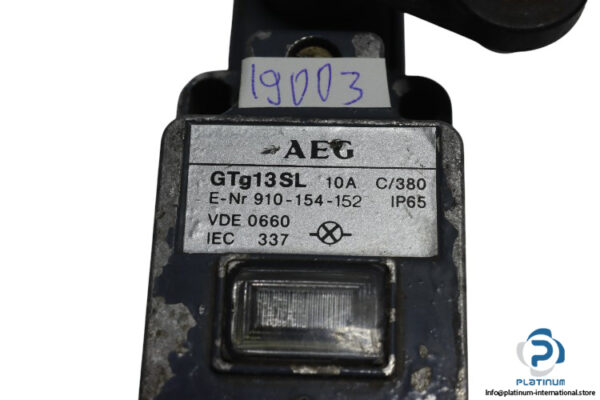 19003
AEG
GTg13SL 10A C/380
E-Nr 910-154-152 IP65
VDE 0660
IEC 337
PLATINUM
Info@platinum-international.store